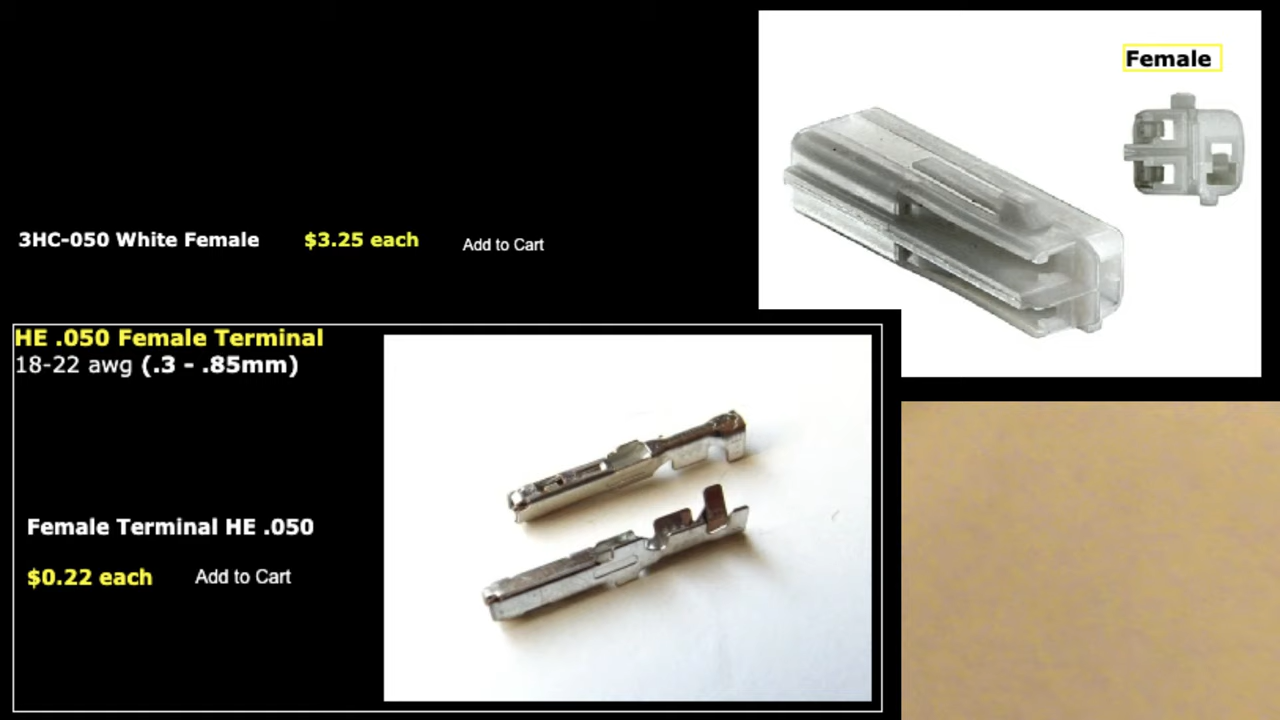 Female
3HC-050 White Female $3.25 each Add to Cart
HE .050 Female Terminal
18-22 awg (.3 - .85mm)
Female Terminal HE .050
$0.22 each Add to Cart